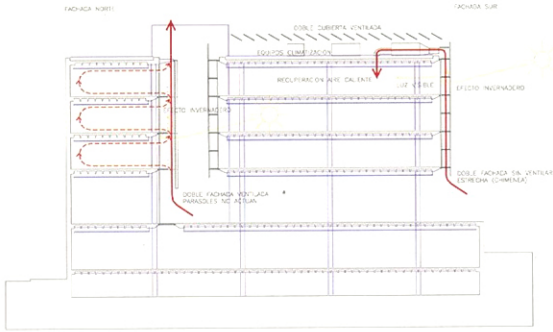 FACHADA NORTE
FACHADA SUR
DOBLE CUBIERTA VENTILADA
EQUIPOS CLIMATIZACION
RECUPERACION AIRE CALIENTE
LUZ VISIBLE
EFECTO INVERNADERO
EFECTO INVERNADERO
DOBLE FACHADA SIN VENTILAR
ESTRECHA (CHIMENEA)
DOBLE FACHADA VENTILADA
PARASOLES NO ACTUAN